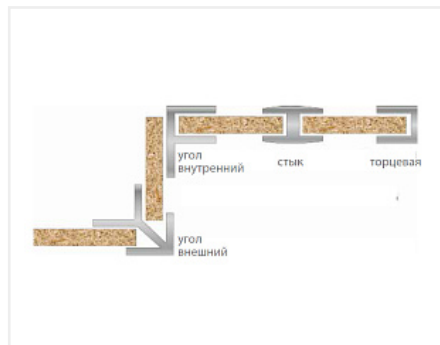 угол
внутренний
стык
торцевая
угол
внешний